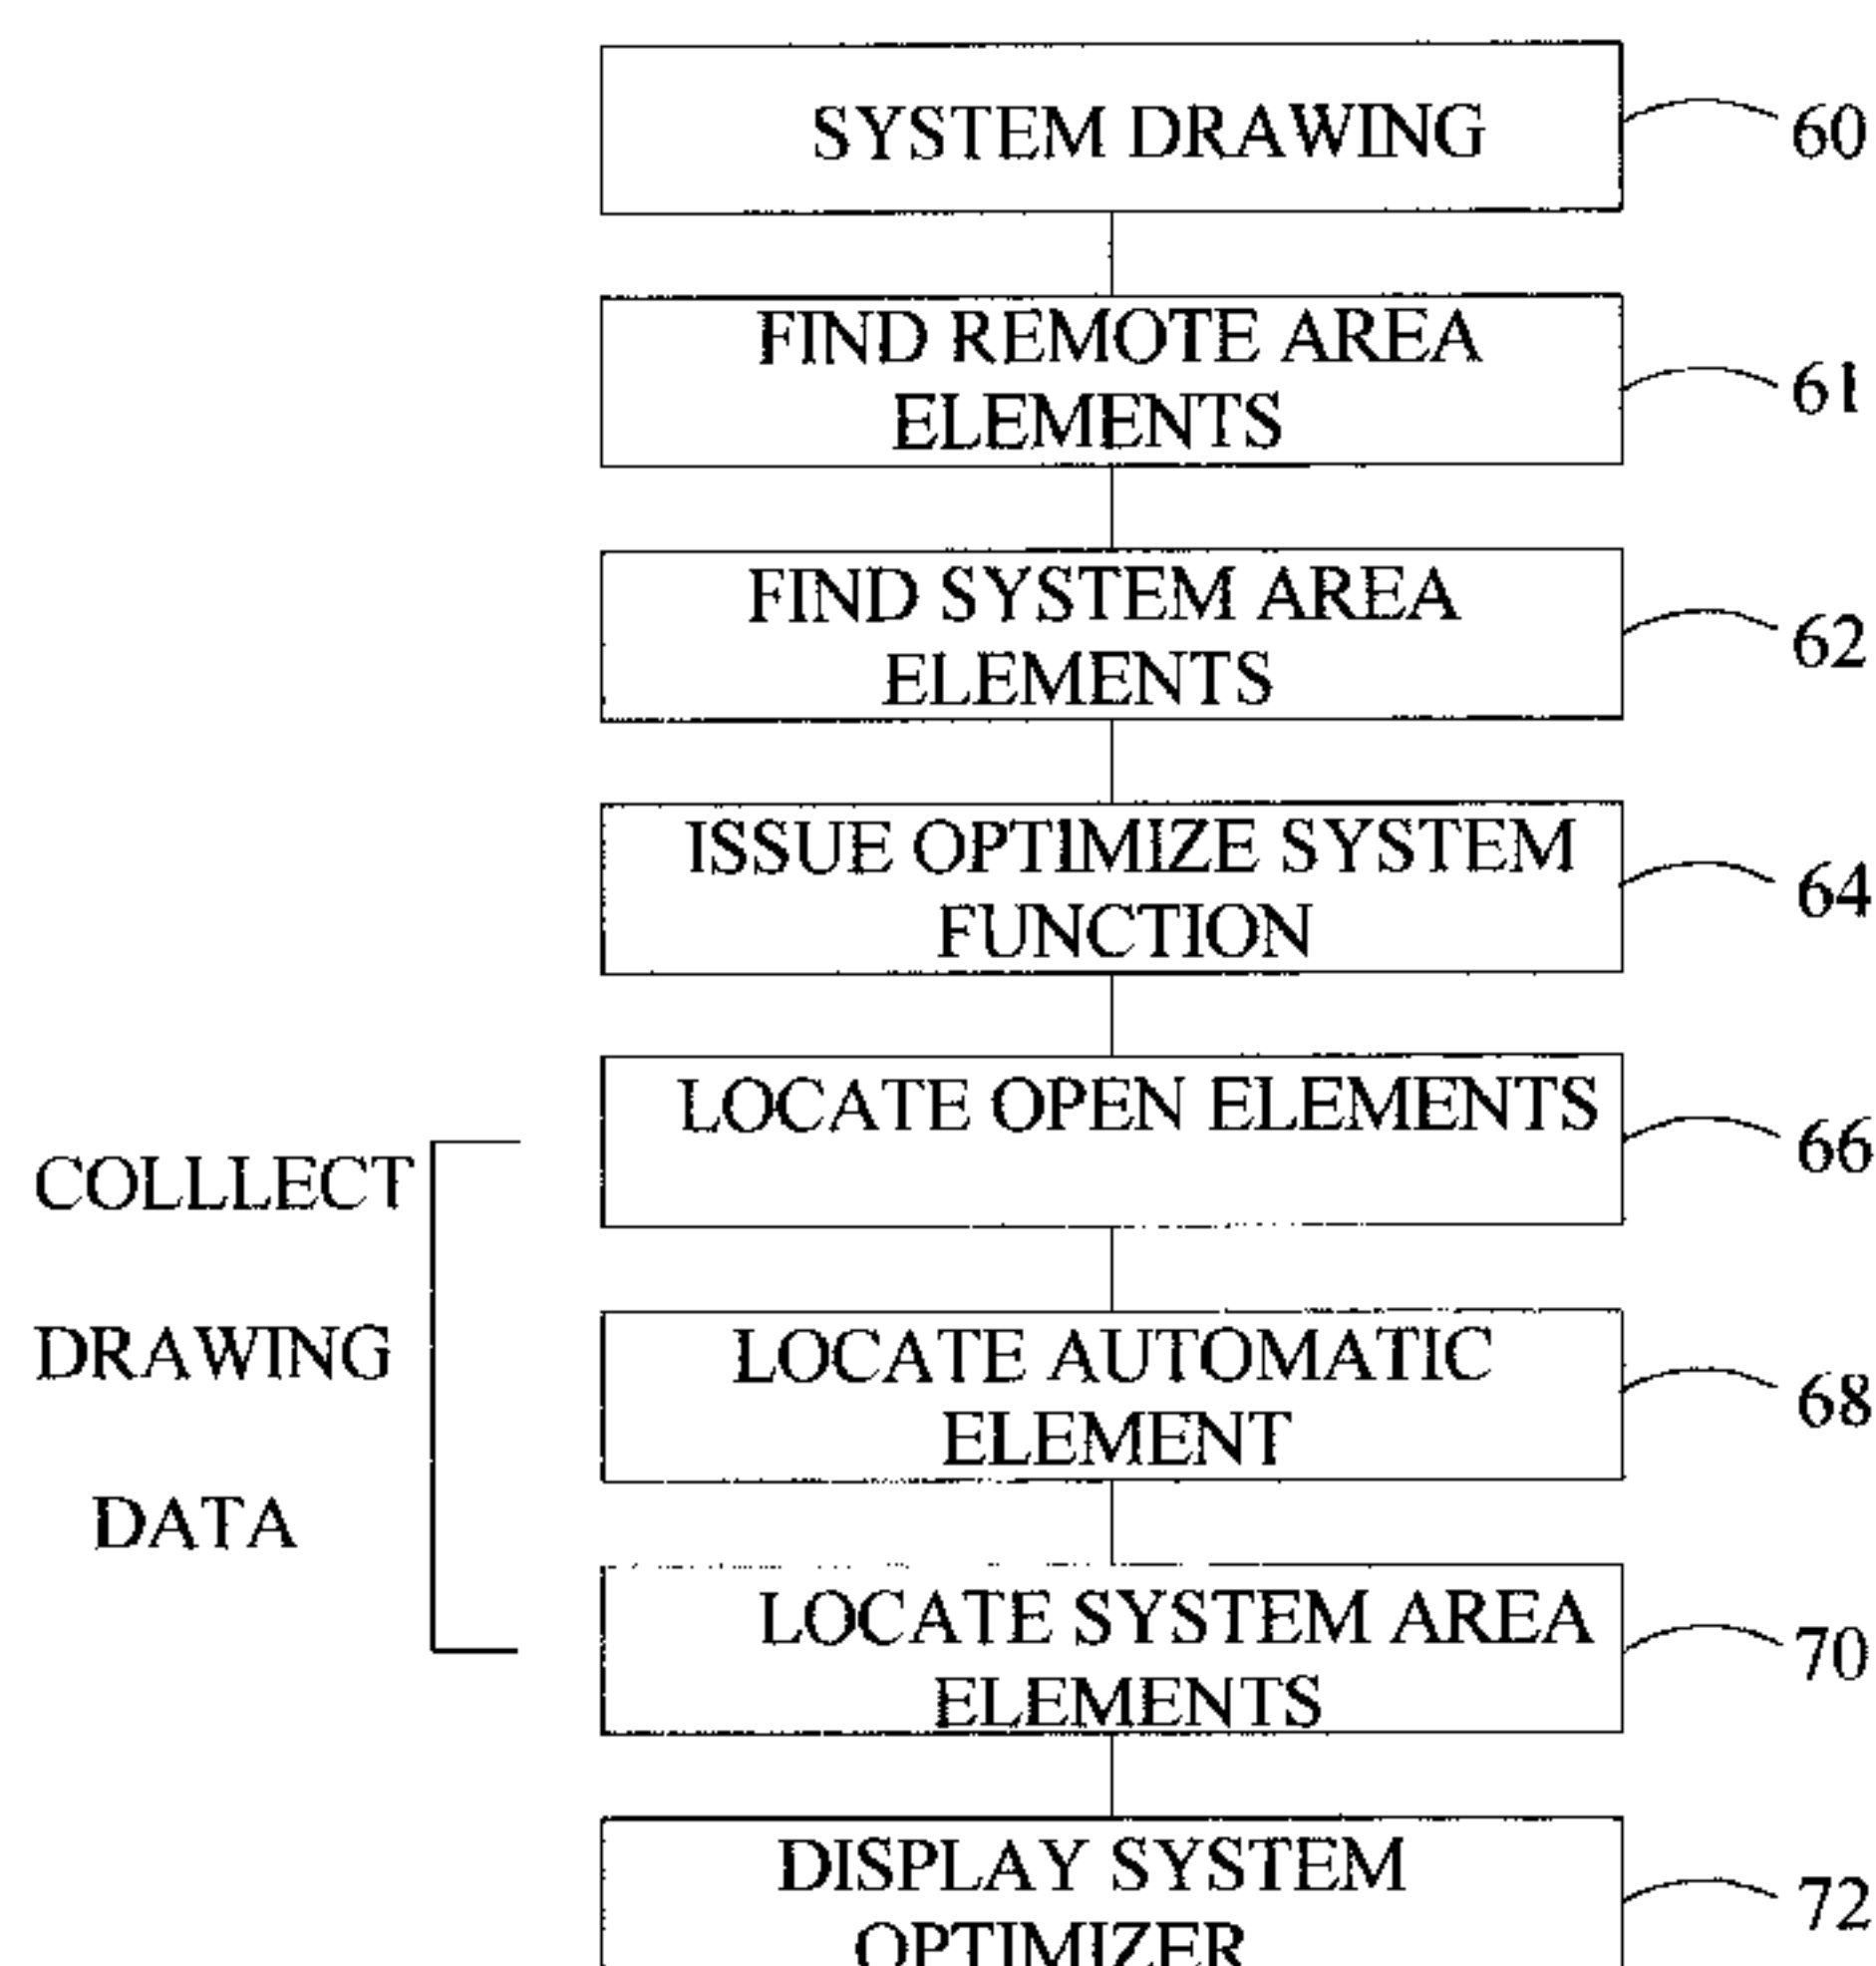 SYSTEM DRAWING
60
FIND REMOTE AREA
ELEMENTS
61
FIND SYSTEM AREA
ELEMENTS
62
ISSUE OPTIMIZE SYSTEM
FUNCTION
64
LOCATE OPEN ELEMENTS
66
COLLLECT
DRAWING
DATA
LOCATE AUTOMATIC
ELEMENT
68
LOCATE SYSTEM AREA
ELEMENTS
70
DISPLAY SYSTEM
OPTIMIZER
72